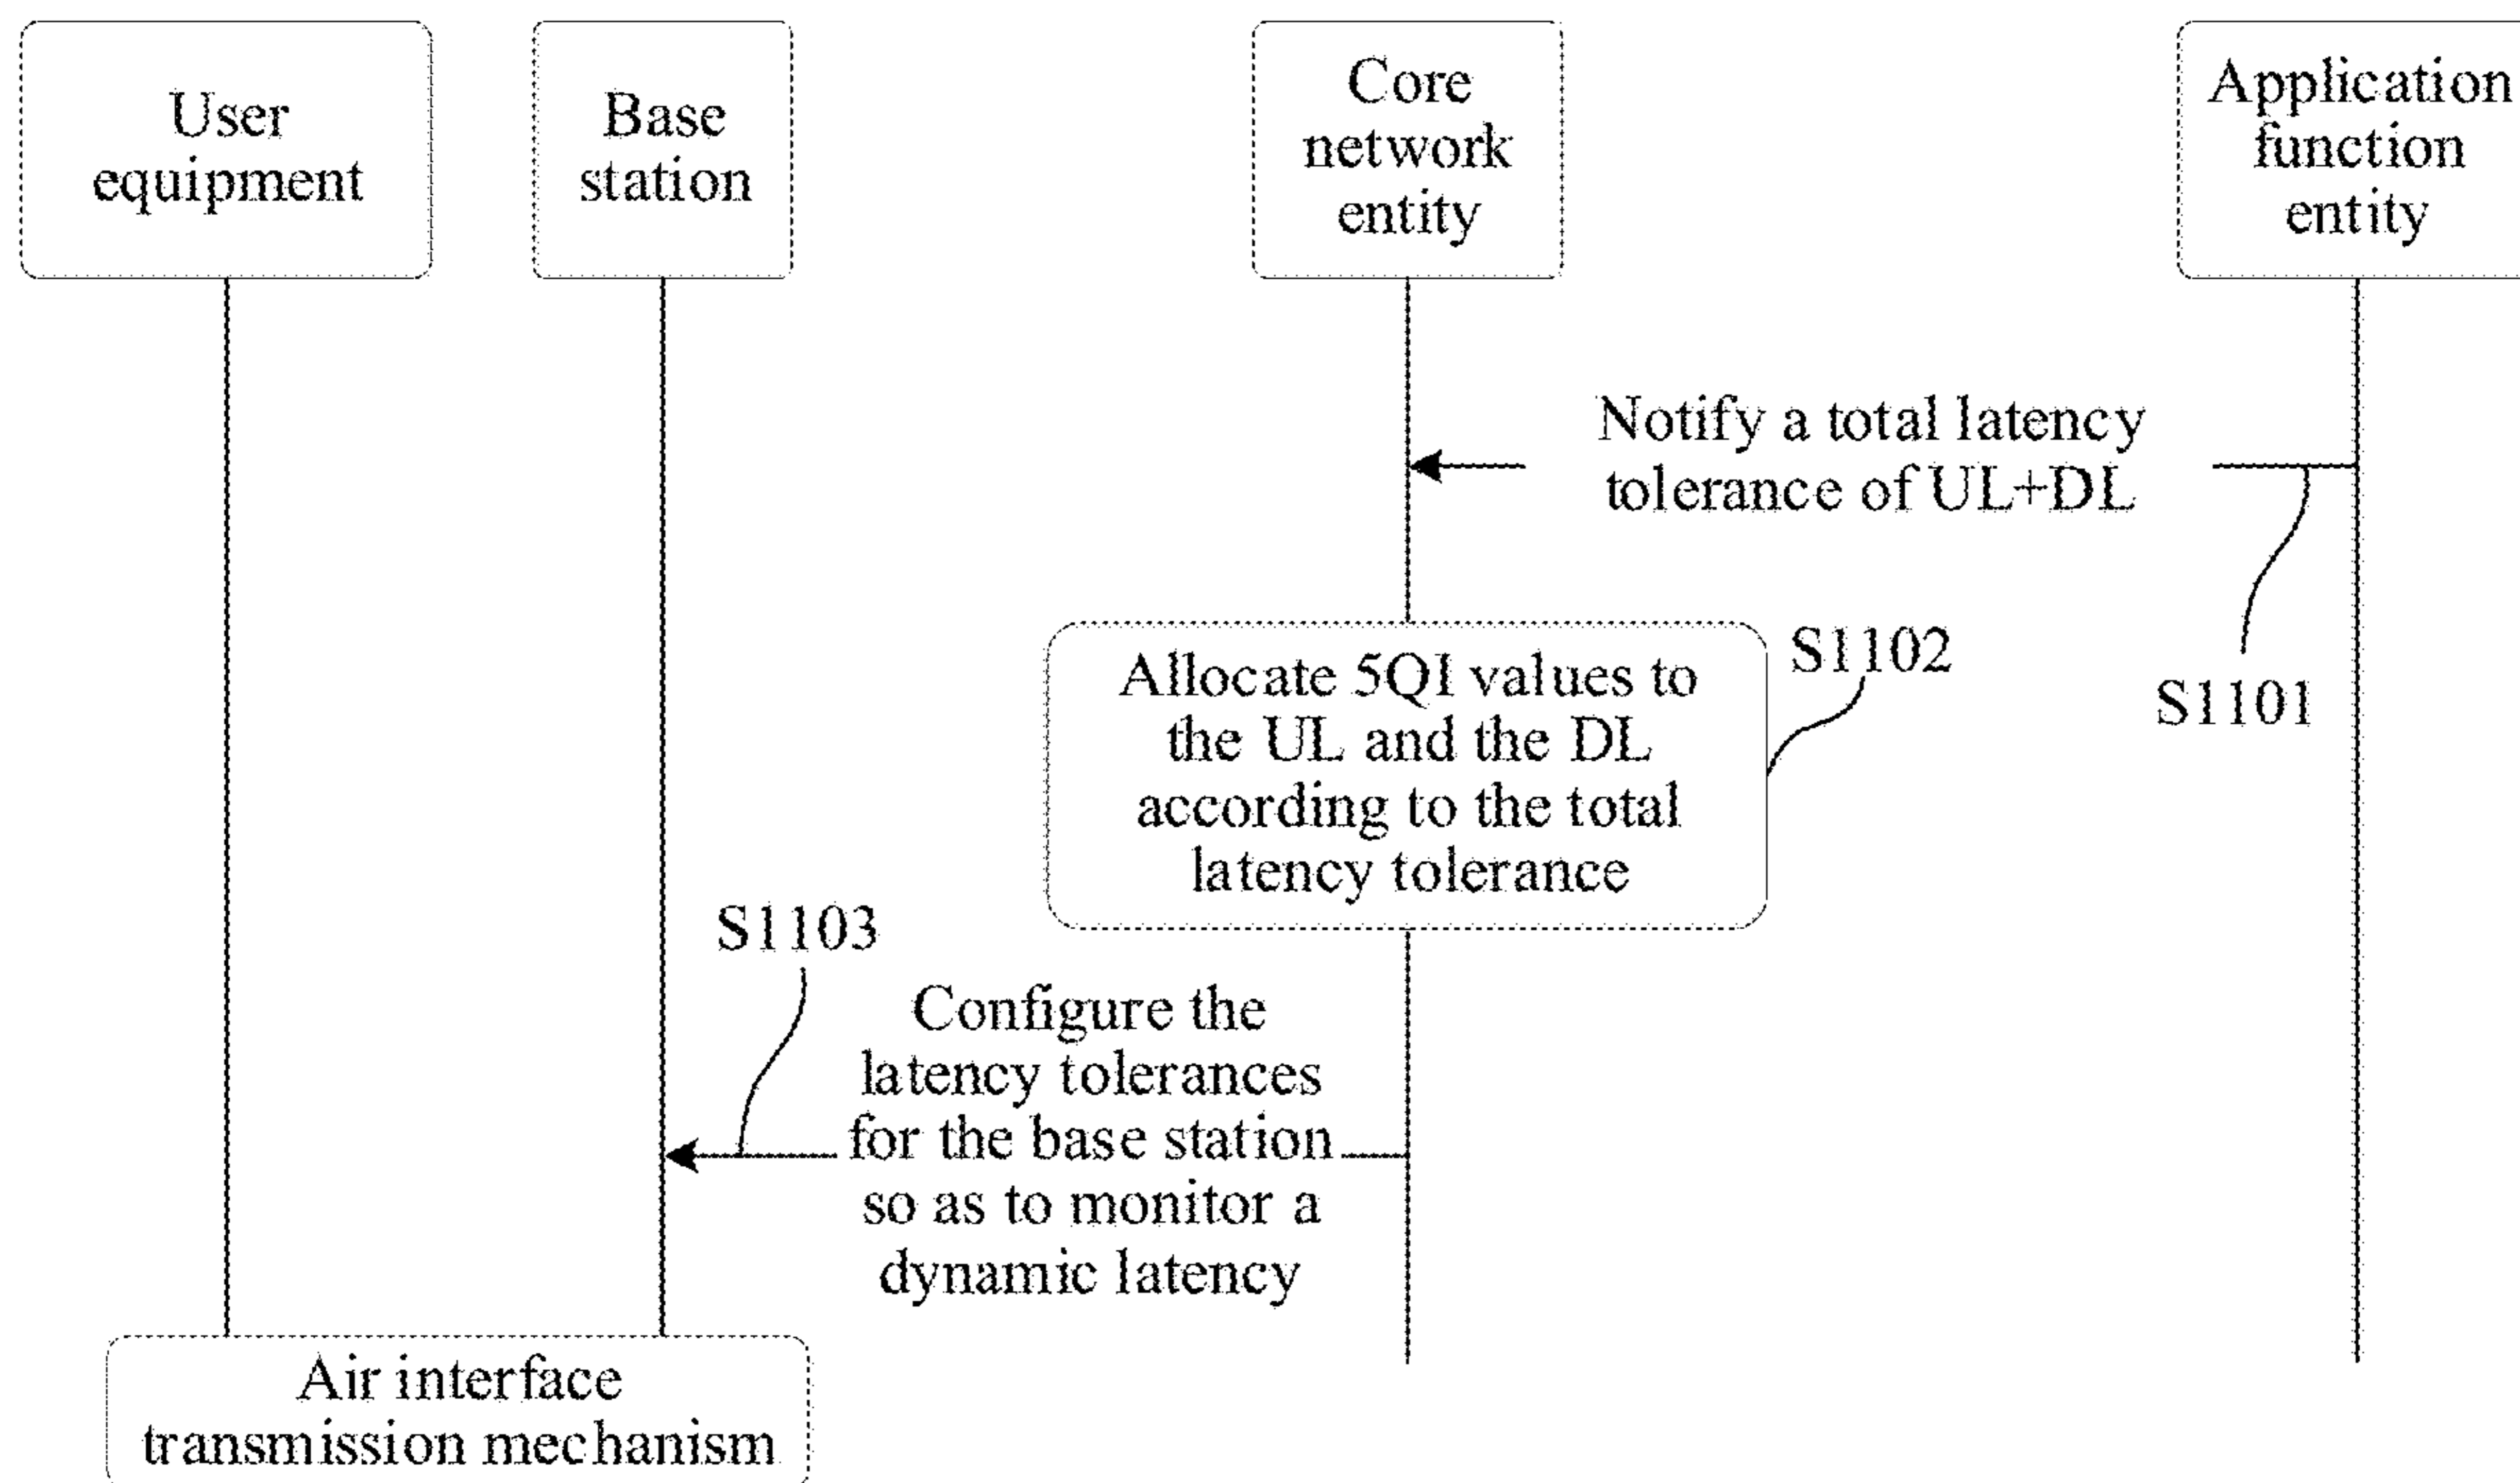 User
equipment
Base
station
Core
network
entity
Application
function
entity
Notify a total latency
tolerance of UL+DL
S1101
Allocate 5QI values to
the UL and the DL
according to the total
latency tolerance
S1102
S1103
Configure the
latency tolerances
for the base station
so as to monitor a
dynamic latency
Air interface
transmission mechanism